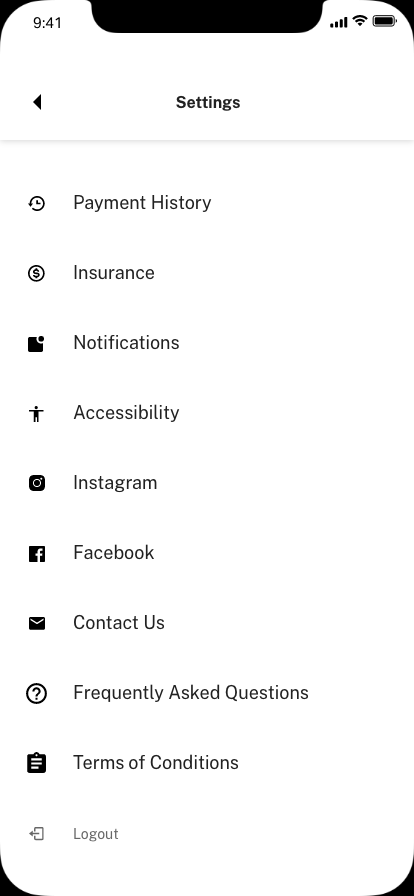 9:41
Settings
Payment History
Insurance
Notifications
Accessibility
Instagram
Facebook
Contact Us
Frequently Asked Questions
Terms of Conditions
Logout